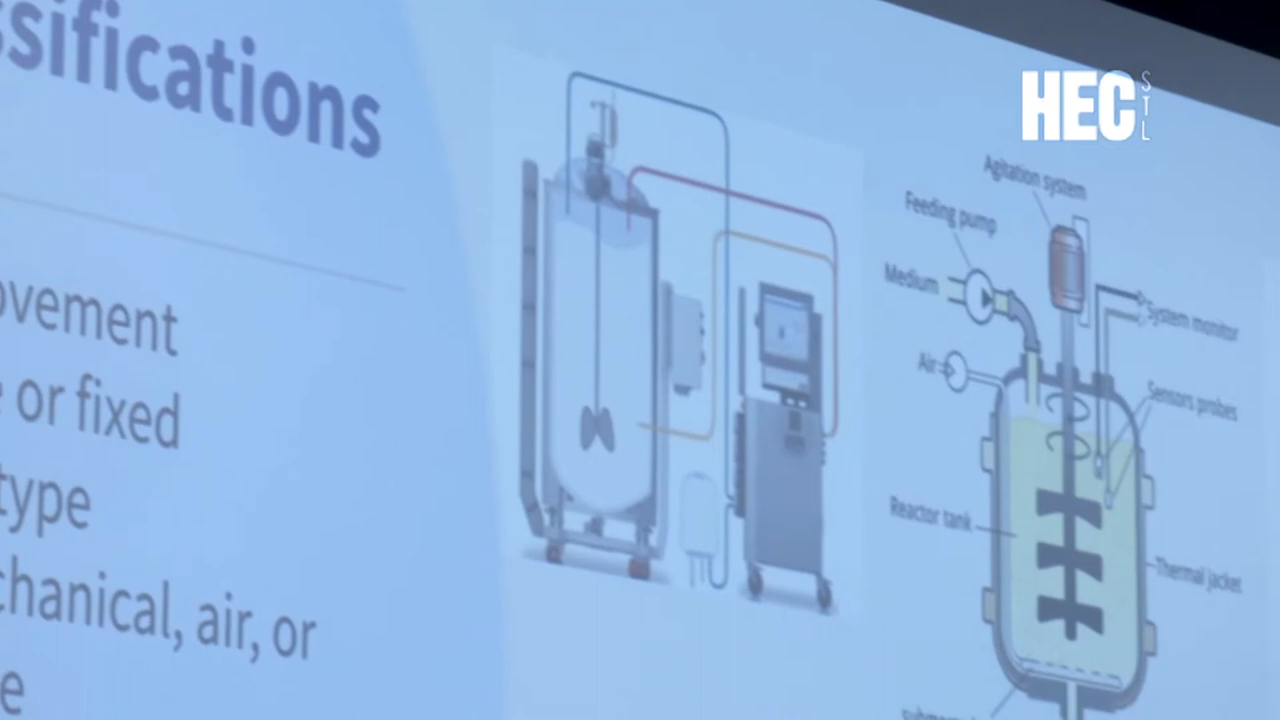 ssifications
ovement
e or fixed
type
chanical, air, or
e
HEC
STL
Agitation system
Feeding pump
Medium
System monitor
Air
Sensors probes
Reactor tank
Thermal jacket